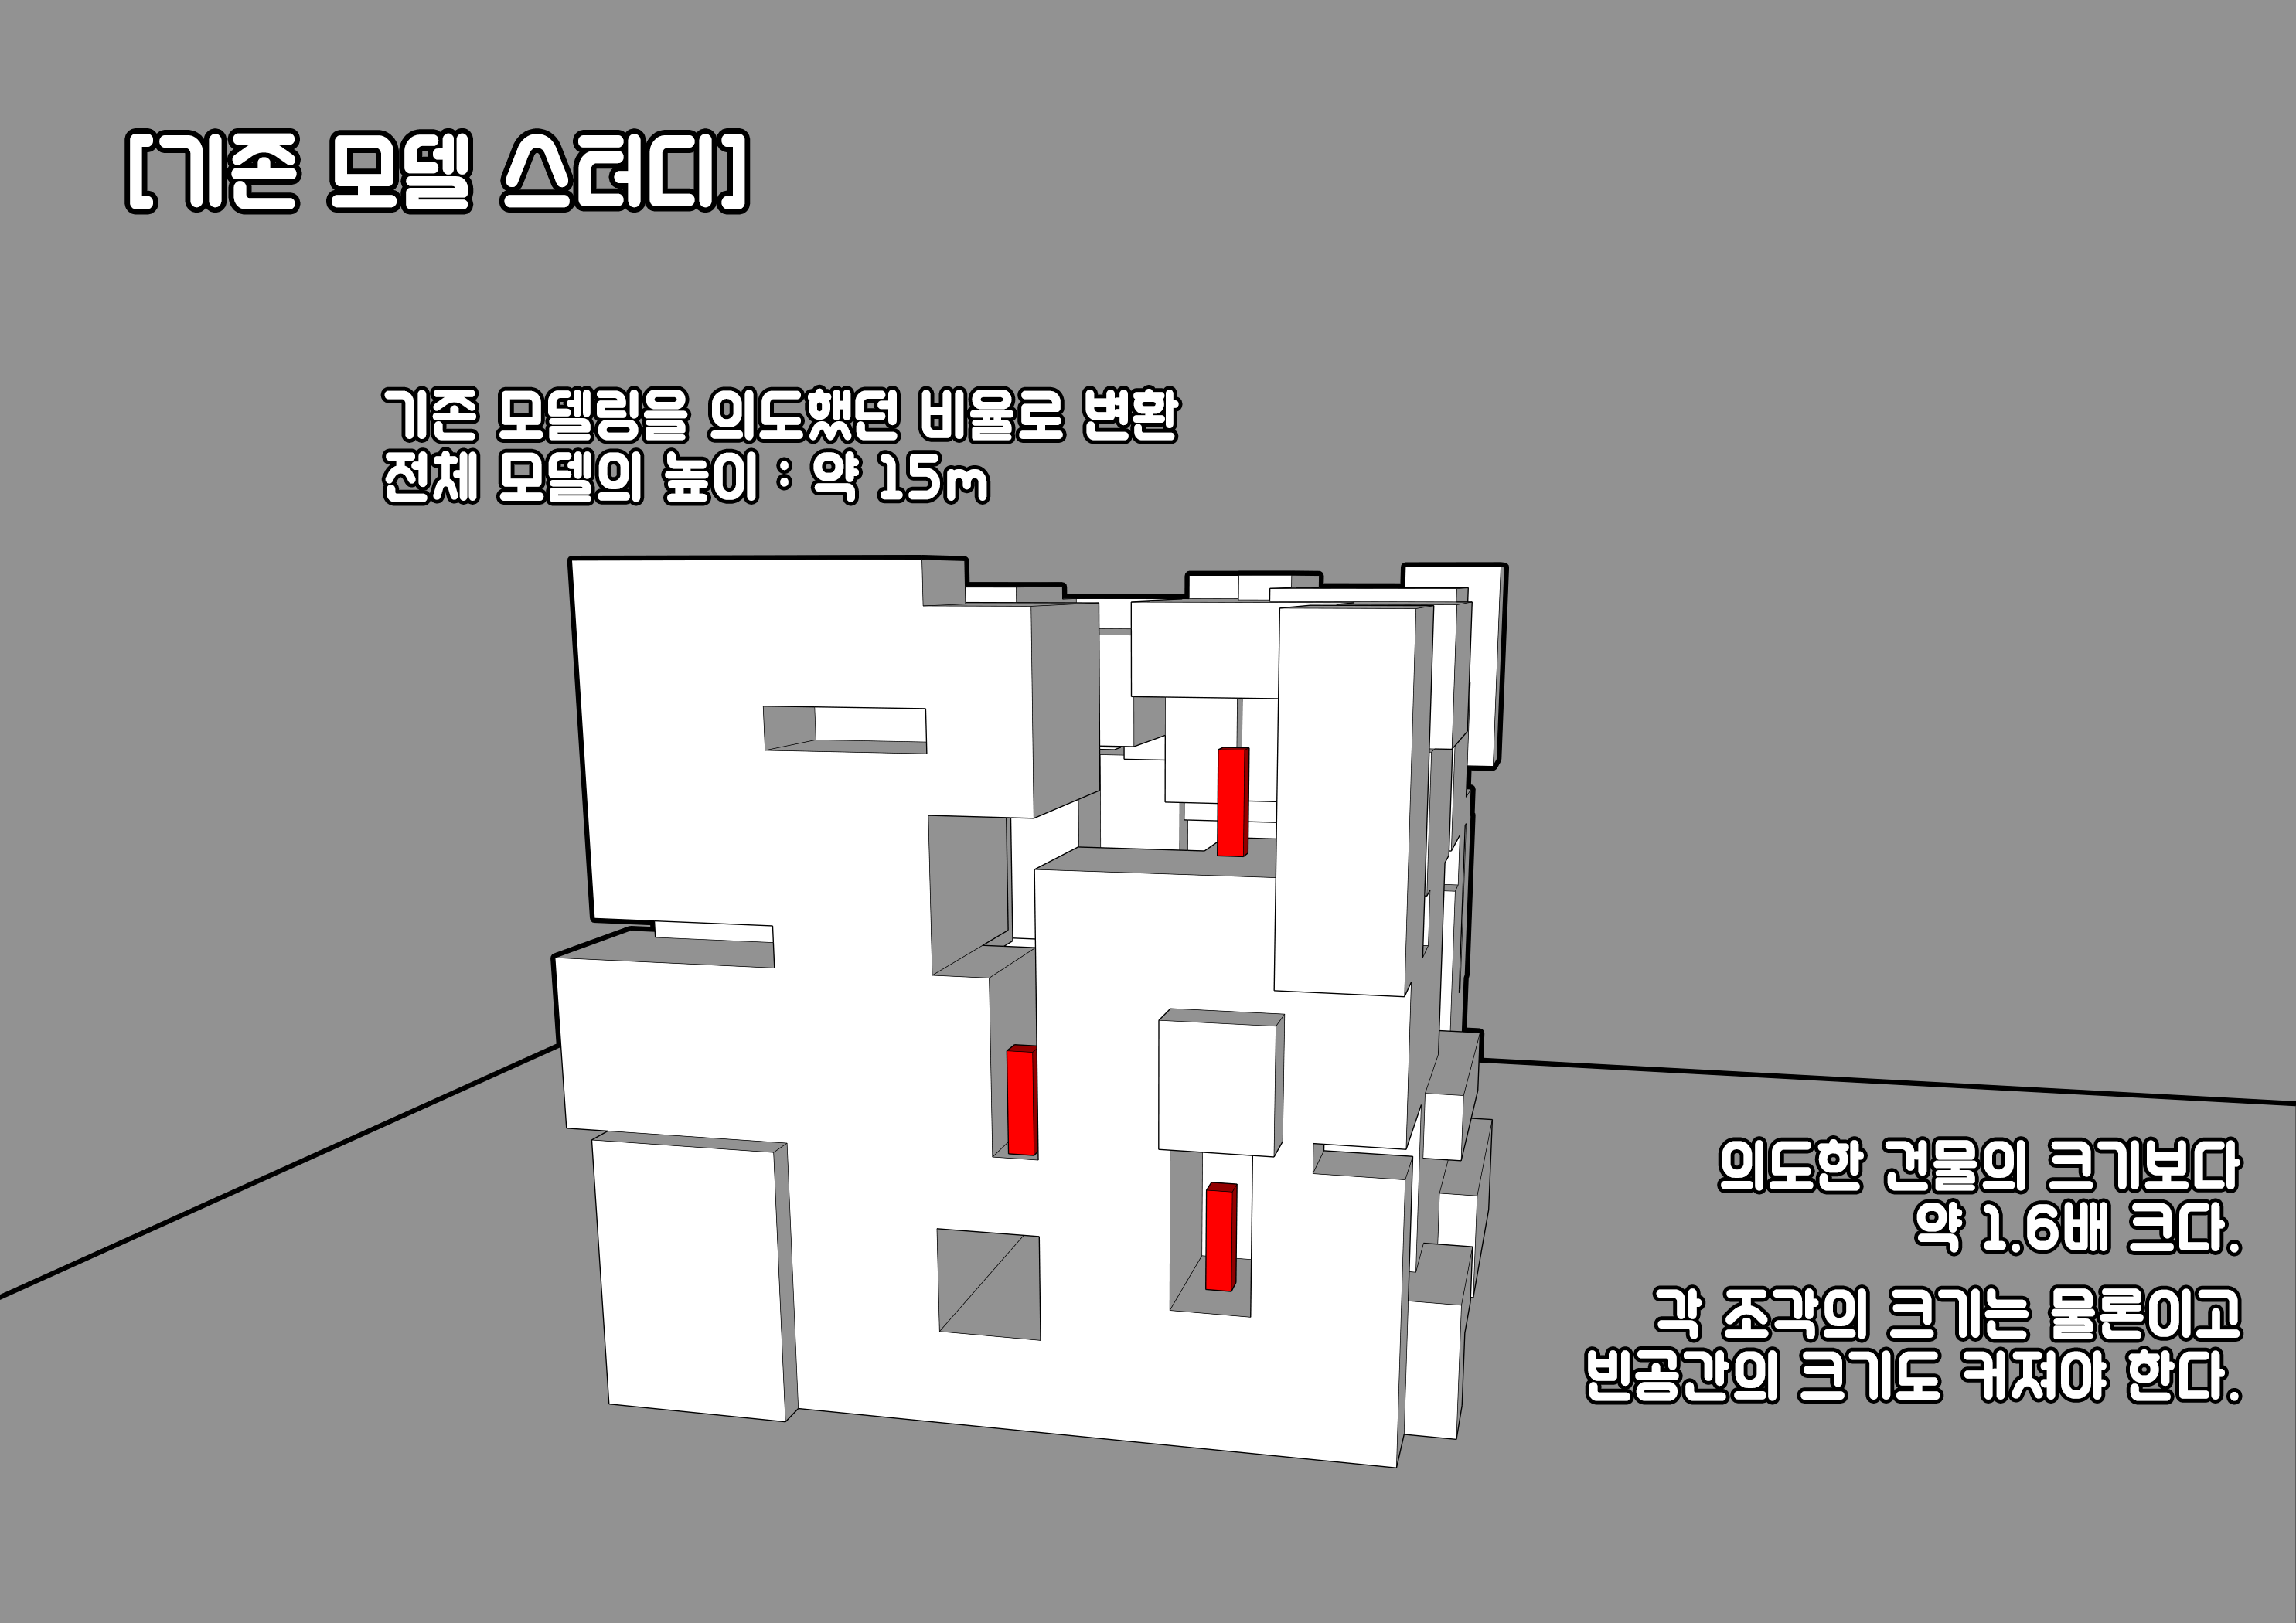 [기존 모델 스터디]
기존 모델링을 의도했던 비율로 변환
전체 모델의 높이 : 약 15m
의도한 건물의 크기보다
약 1.6배 크다.
각 조각이 크기는 물론이고
빈공간의 크기도 커져야 한다.